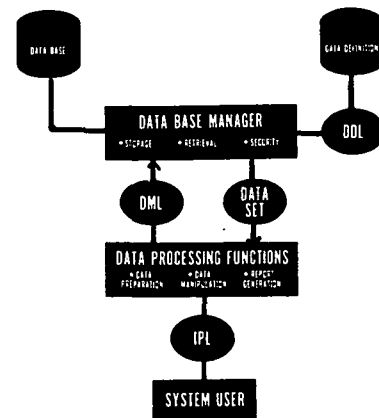 DATA BASE
DATA DEFINITION
DATA BASE MANAGER
• STORAGE • RETRIEVAL • SECURITY
DDL
DML
DATA
SET
DATA PROCESSING FUNCTIONS
• DATA PREPARATION
• DATA MANIPULATION
• REPORT GENERATION
IPL
SYSTEM USER